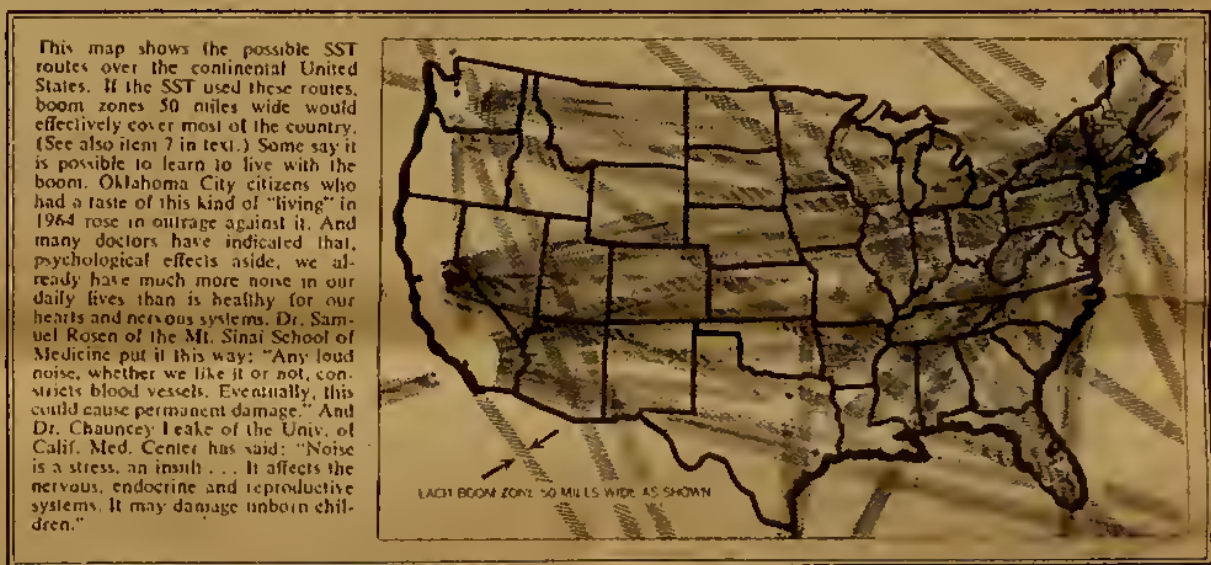 This map shows the possible SST
routes over the continental United
States. If the SST used these routes,
boom zones 50 miles wide would
effectively cover most of the country.
(See also item 7 in text.) Some say it
is possible to learn to live with the
boom. Oklahoma City citizens who
had a taste of this kind of "living" in
1964 rose in outrage against it. And
many doctors have indicated that,
psychological effects aside, we al-
ready have much more noise in our
daily lives than is healthy for our
hearts and nervous systems. Dr. Sam-
uel Rosen of the Mt. Sinai School of
Medicine put it this way: "Any loud
noise, whether we like it or not, con-
stricts blood vessels. Eventually, this
could cause permanent damage." And
Dr. Chauncey Leake of the Univ. of
Calif. Med. Center has said: "Noise
is a stress, an insult . . . It affects the
nervous, endocrine and reproductive
systems. It may damage unborn chil-
dren."
EACH BOOM ZONE 50 MILES WIDE AS SHOWN